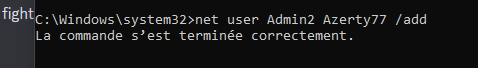 fight
C:\Windows\system32>net user Admin2 Azerty77 /add
La commande s’est terminée correctement.